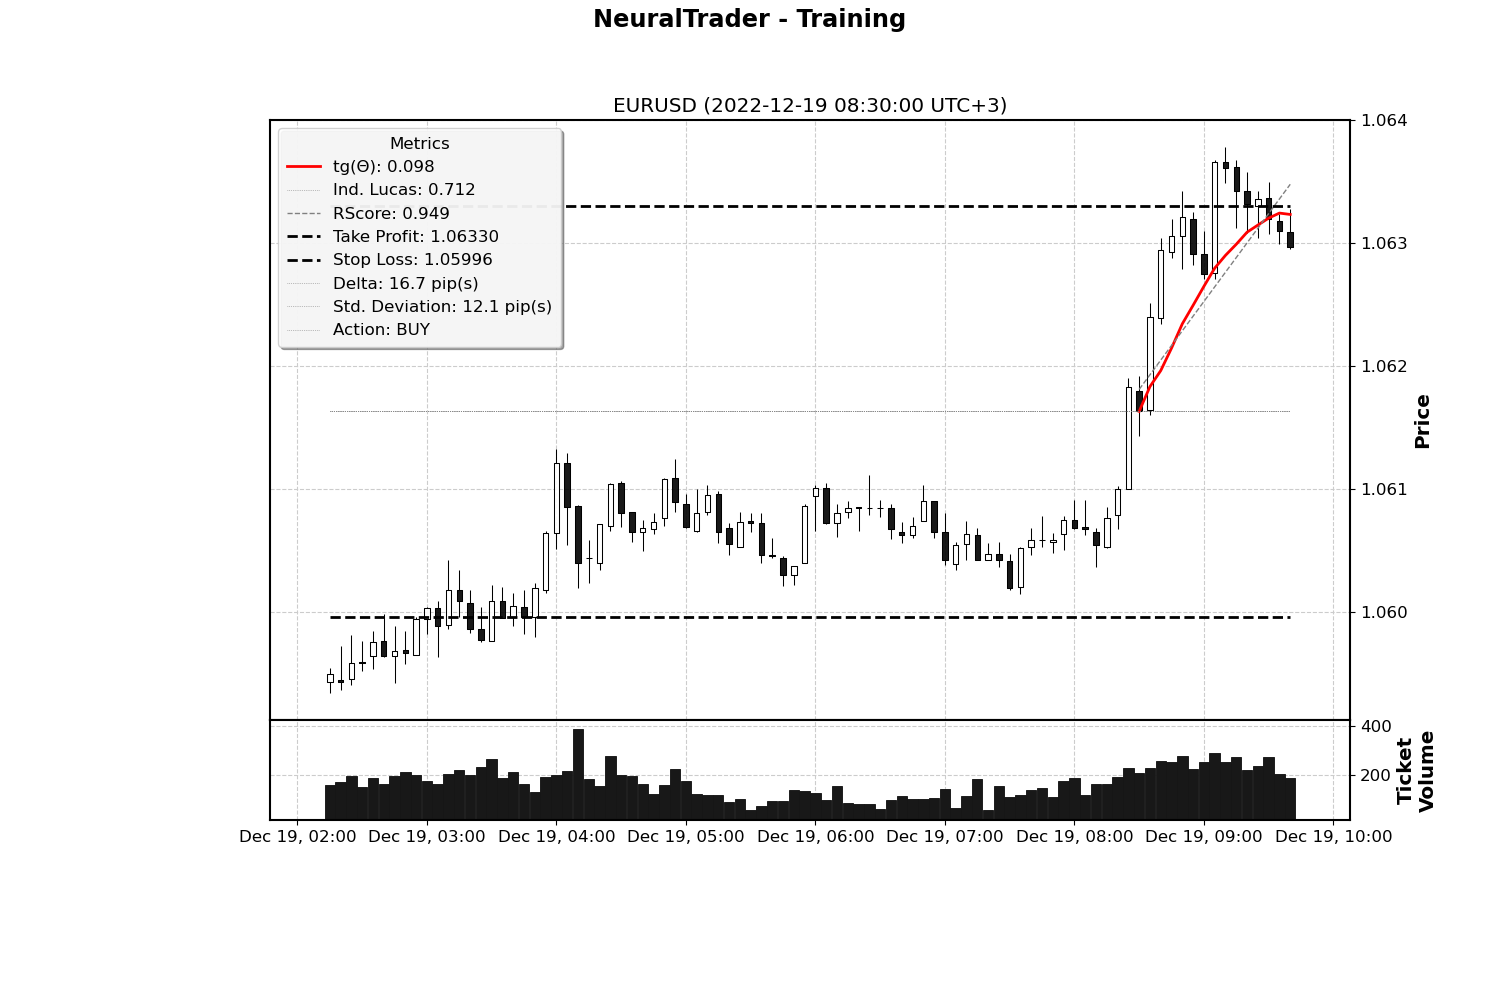 NeuralTrader - Training
EURUSD (2022-12-19 08:30:00 UTC+3)
Metrics
tg(Θ): 0.098
Ind. Lucas: 0.712
RScore: 0.949
Take Profit: 1.06330
Stop Loss: 1.05996
Delta: 16.7 pip(s)
Std. Deviation: 12.1 pip(s)
Action: BUY
1.064
1.063
1.062
1.061
1.060
Price
400
200
Ticket
Volume
Dec 19, 02:00
Dec 19, 03:00
Dec 19, 04:00
Dec 19, 05:00
Dec 19, 06:00
Dec 19, 07:00
Dec 19, 08:00
Dec 19, 09:00
Dec 19, 10:00